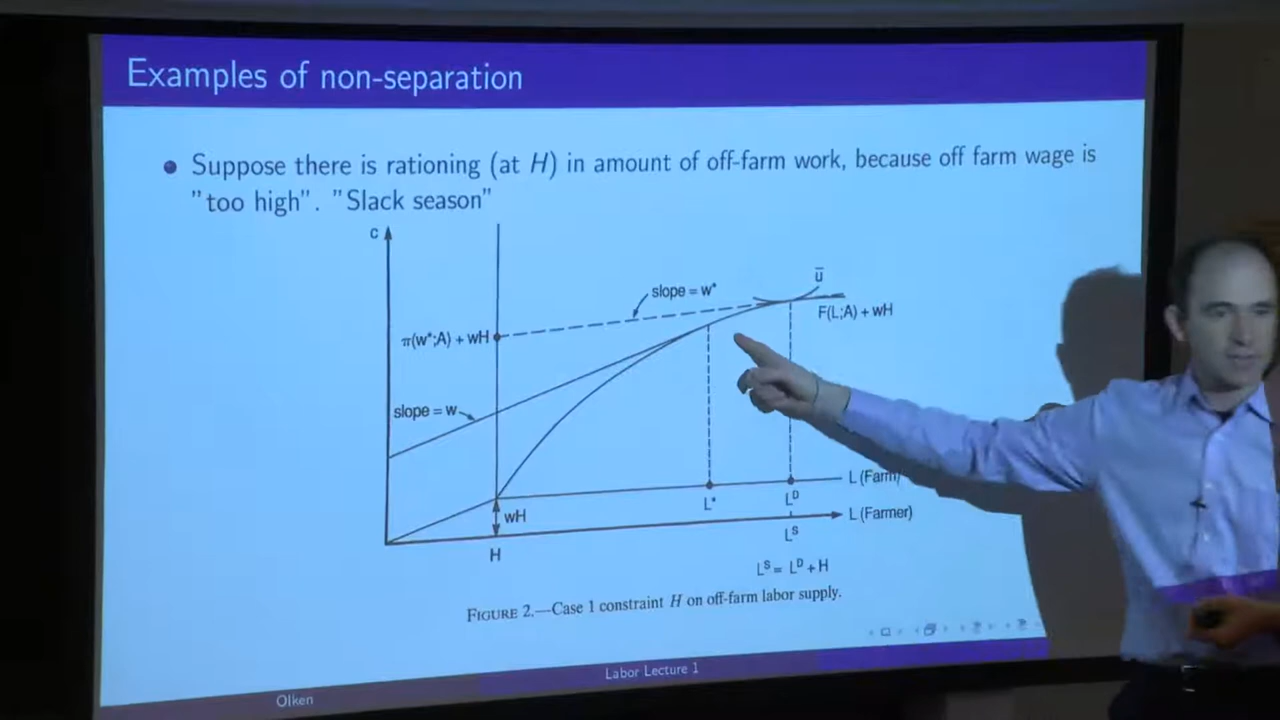 Examples of non-separation
Suppose there is rationing (at H) in amount of off-farm work, because off farm wage is
"too high". "Slack season"
c
ū
slope = w*
F(L;A) + wH
π(w*;A) + wH
slope = w
L (Farm)
L*
L^D
wH
L (Farmer)
H
L^S
L^S = L^D + H
FIGURE 2.—Case 1 constraint H on off-farm labor supply.
Labor Lecture 1
Olken